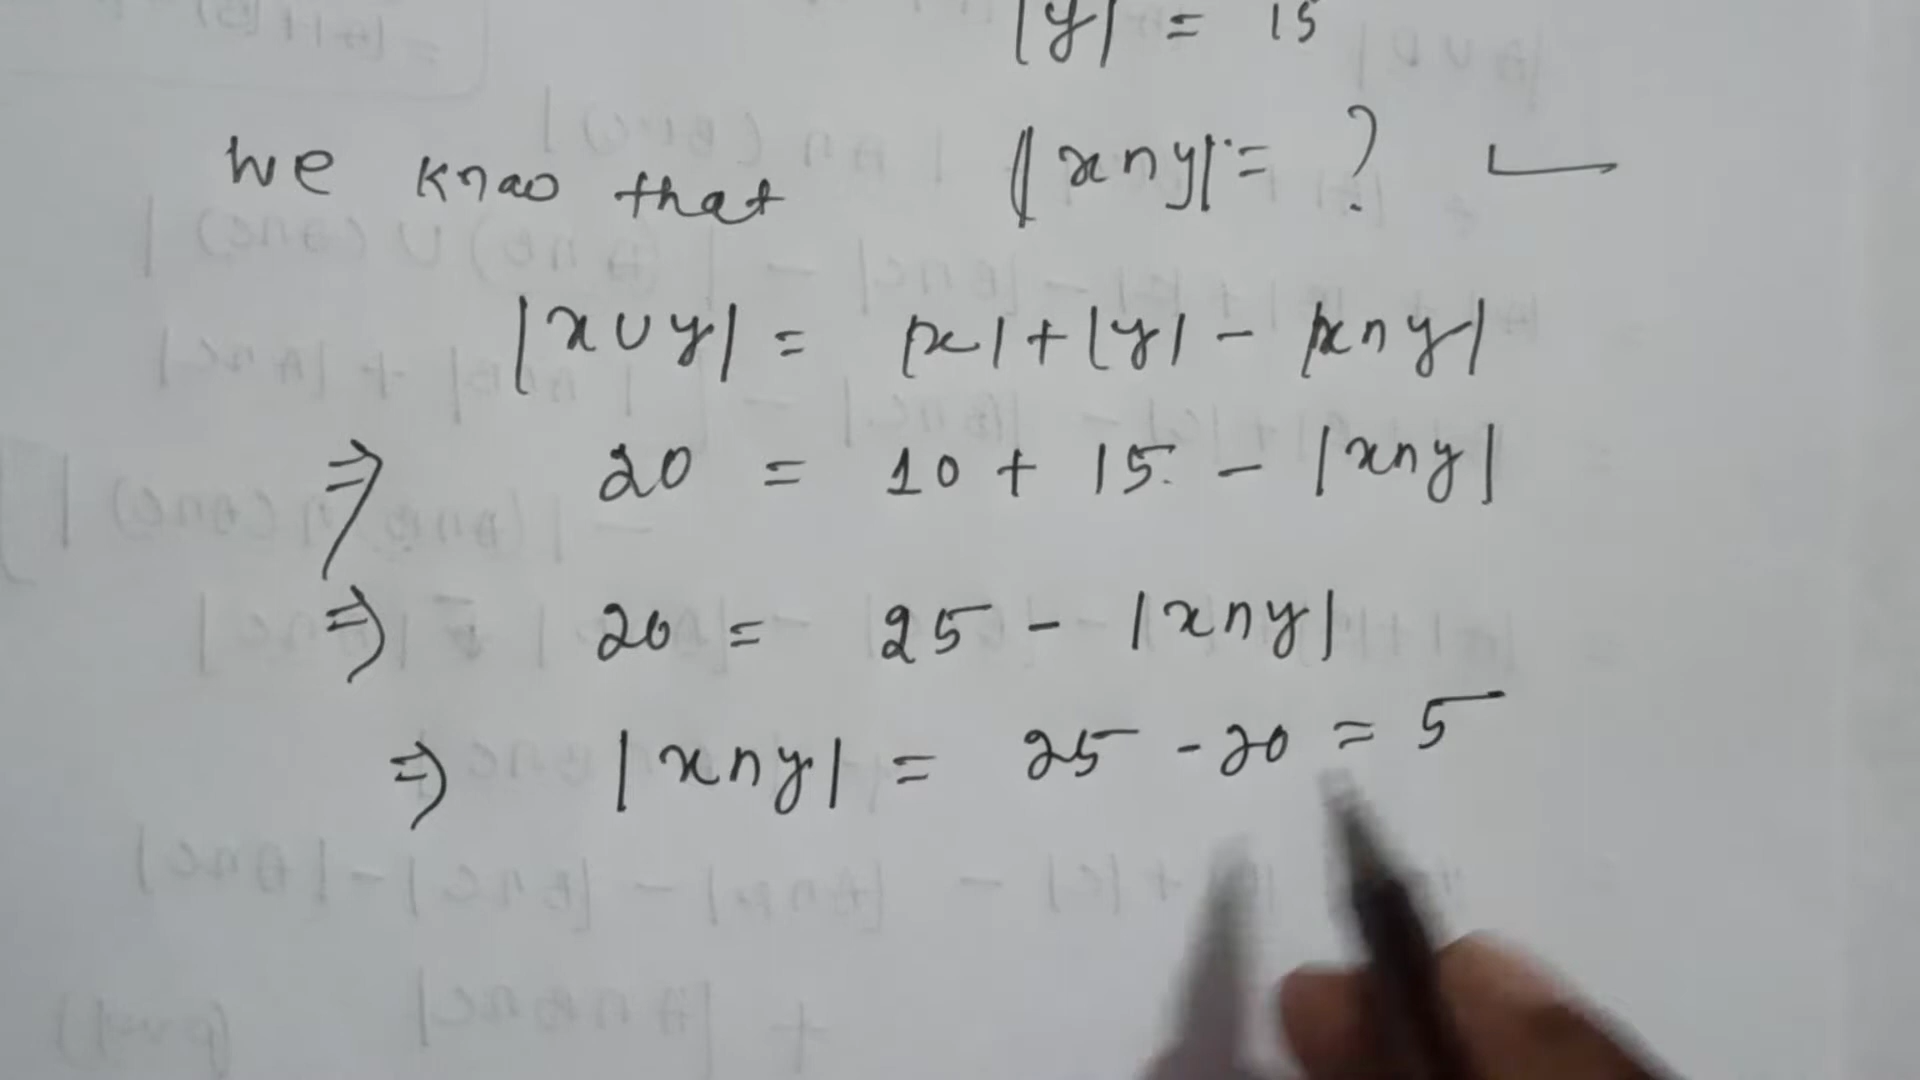 |y| = 15
We knao that |x∩y| = ?
|x∪y| = |x|+|y| - |x∩y|
⇒ 20 = 10 + 15 - |x∩y|
⇒ 20 = 25 - |x∩y|
⇒ |x∩y| = 25 - 20 = 5